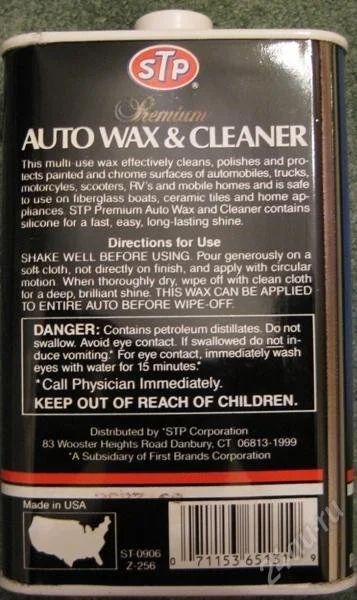 STP
®
Premium
AUTO WAX & CLEANER
This multi-use wax effectively cleans, polishes and pro-
tects painted and chrome surfaces of automobiles, trucks,
motorcyles, scooters, RV's and mobile homes and is safe
to use on fiberglass boats, ceramic tiles and home ap-
pliances. STP Premium Auto Wax and Cleaner contains
silicone for a fast, easy, long-lasting shine.
Directions for Use
SHAKE WELL BEFORE USING. Pour generously on a
soft cloth, not directly on finish, and apply with circular
motion. When thoroughly dry, wipe off with clean cloth
for a deep, brilliant shine. THIS WAX CAN BE APPLIED
TO ENTIRE AUTO BEFORE WIPE-OFF.
DANGER: Contains petroleum distillates. Do not
swallow. Avoid eye contact. If swallowed do not in-
duce vomiting.* For eye contact, immediately wash
eyes with water for 15 minutes.*
*Call Physician Immediately.
KEEP OUT OF REACH OF CHILDREN.
Distributed by *STP Corporation
83 Wooster Heights Road Danbury, CT 06813-1999
*A Subsidiary of First Brands Corporation
Made in USA
ST-0906
Z-256
0 71153 65131 9